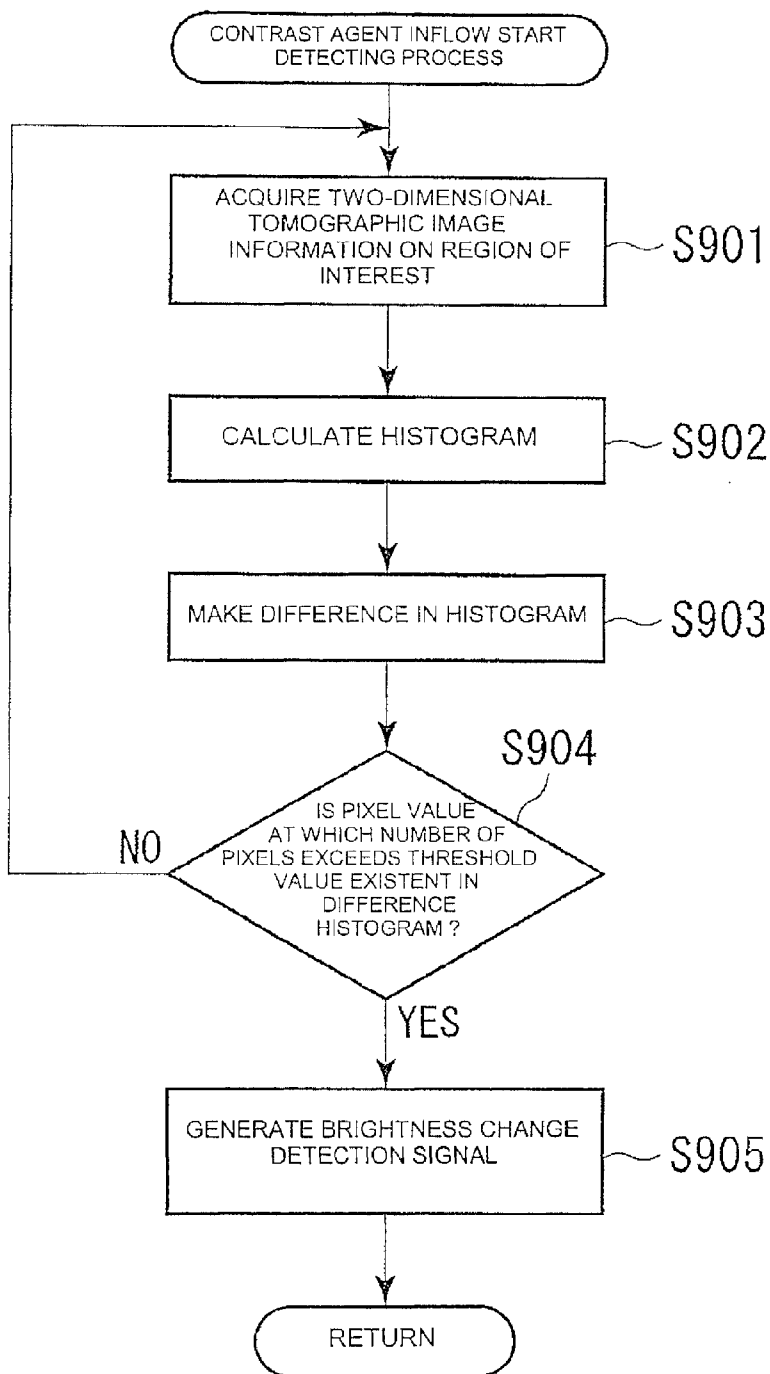 CONTRAST AGENT INFLOW START
DETECTING PROCESS
ACQUIRE TWO-DIMENSIONAL
TOMOGRAPHIC IMAGE
INFORMATION ON REGION OF
INTEREST
S901
CALCULATE HISTOGRAM
S902
MAKE DIFFERENCE IN HISTOGRAM
S903
S904
IS PIXEL VALUE
AT WHICH NUMBER OF
PIXELS EXCEEDS THRESHOLD
VALUE EXISTENT IN
DIFFERENCE
HISTOGRAM ?
NO
YES
GENERATE BRIGHTNESS CHANGE
DETECTION SIGNAL
S905
RETURN